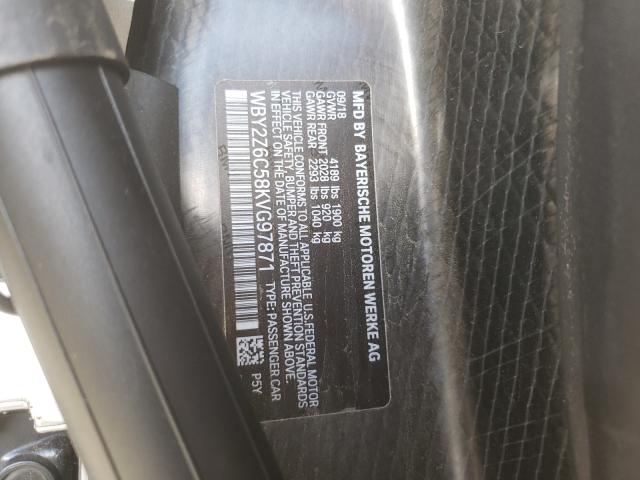 MFD BY BAYERISCHE MOTOREN WERKE AG
09/18
GVWR 4189 lbs 1900 kg
GAWR FRONT 2028 lbs 920 kg
GAWR REAR 2293 lbs 1040 kg
THIS VEHICLE CONFORMS TO ALL APPLICABLE U.S. FEDERAL MOTOR
VEHICLE SAFETY, BUMPER AND THEFT PREVENTION STANDARDS
IN EFFECT ON THE DATE OF MANUFACTURE SHOWN ABOVE.
WBY2Z6C58KVG97871 TYPE: PASSENGER CAR
P5Y